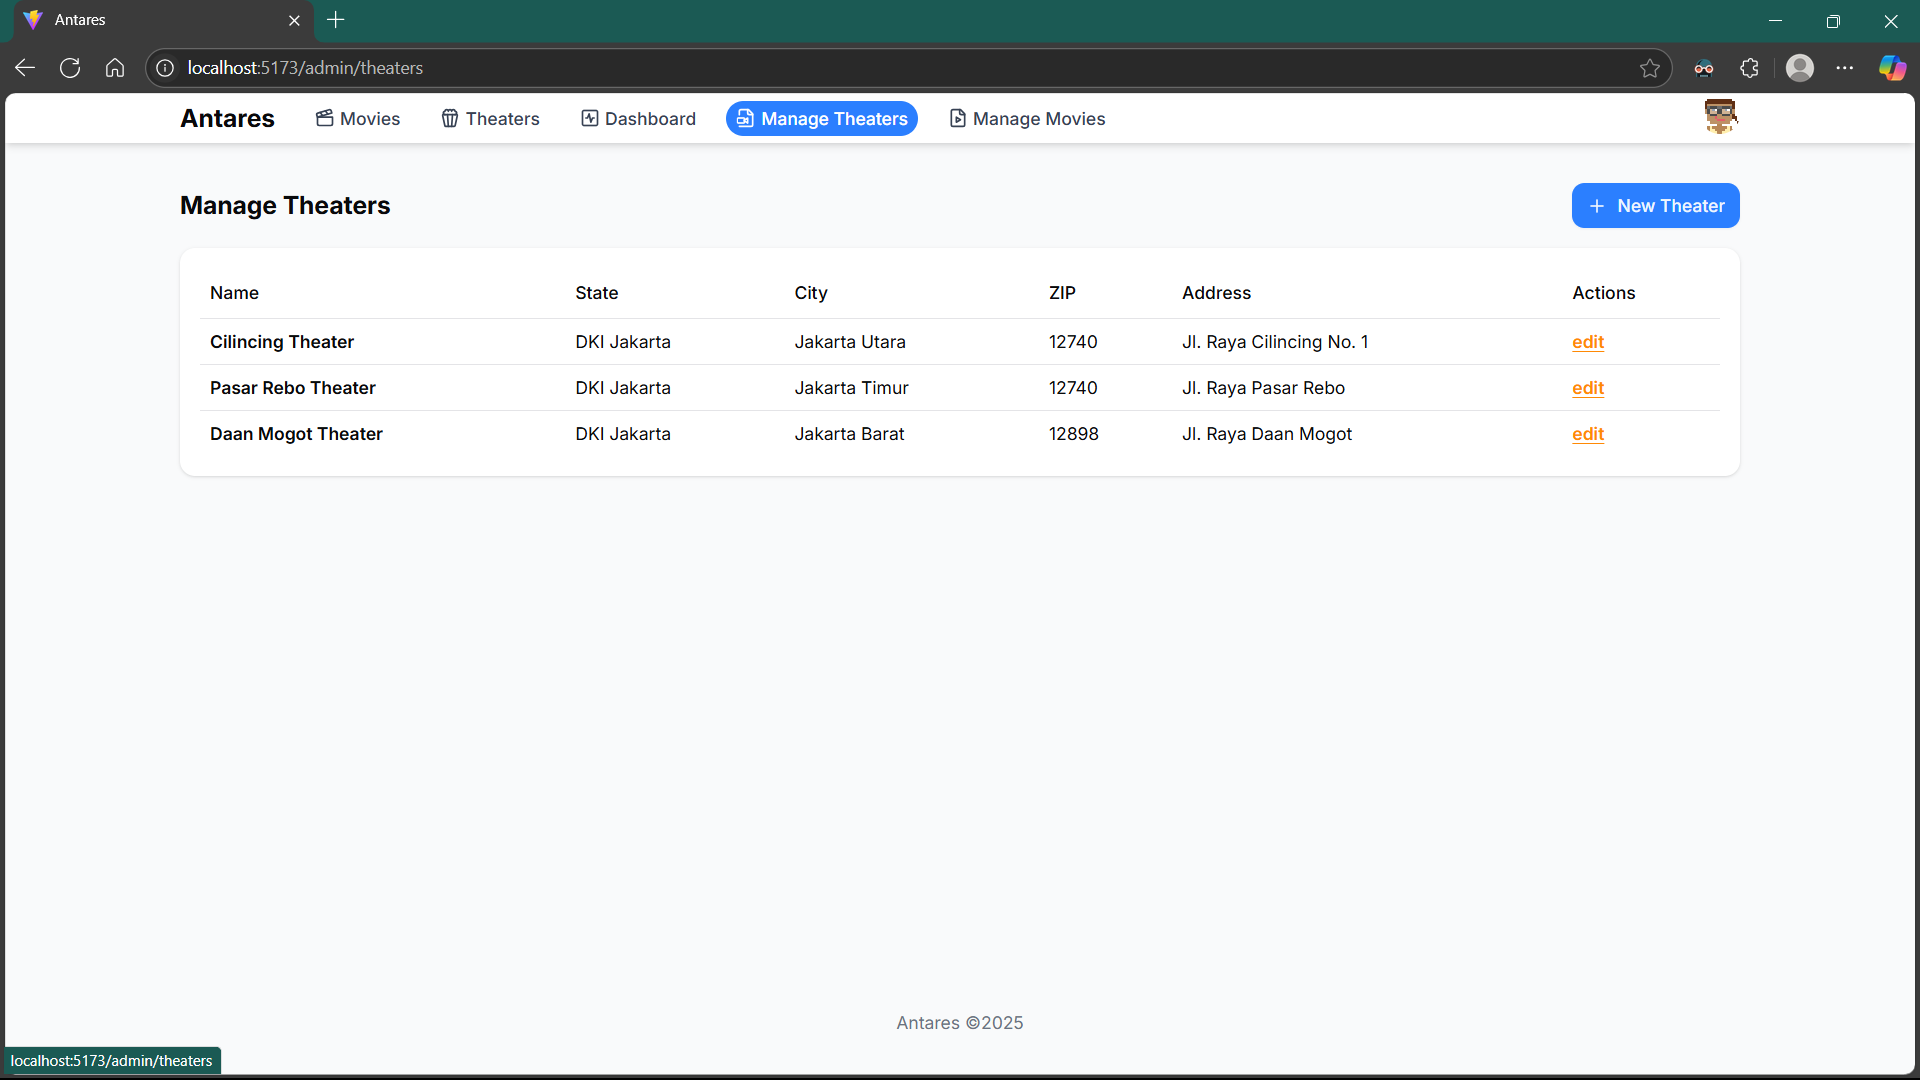 Antares
localhost:5173/admin/theaters
Antares Movies Theaters Dashboard Manage Theaters Manage Movies
Manage Theaters
+ New Theater
Name State City ZIP Address Actions
Cilincing Theater DKI Jakarta Jakarta Utara 12740 Jl. Raya Cilincing No. 1 edit
Pasar Rebo Theater DKI Jakarta Jakarta Timur 12740 Jl. Raya Pasar Rebo edit
Daan Mogot Theater DKI Jakarta Jakarta Barat 12898 Jl. Raya Daan Mogot edit
Antares ©2025
localhost:5173/admin/theaters